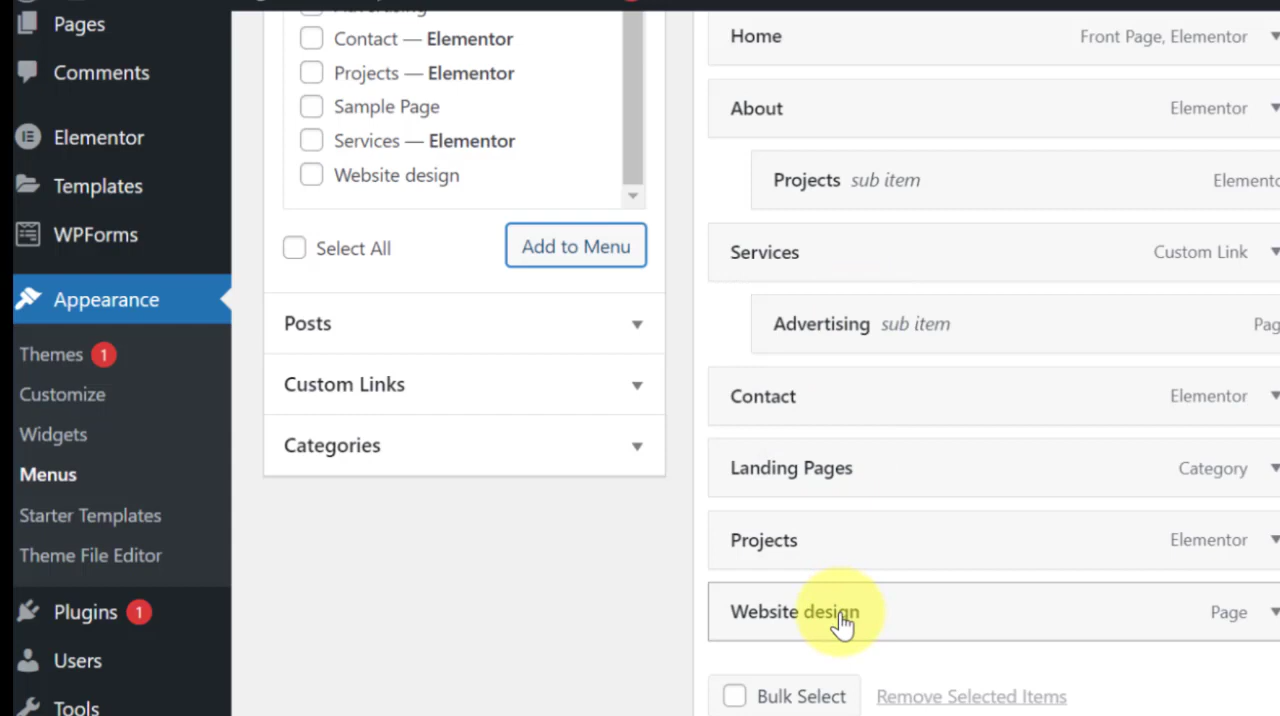 Pages
Comments
Elementor
Templates
WPForms
Appearance
Themes 1
Customize
Widgets
Menus
Starter Templates
Theme File Editor
Plugins 1
Users
Tools
Advertising
Contact — Elementor
Projects — Elementor
Sample Page
Services — Elementor
Website design
Select All
Add to Menu
Posts
Custom Links
Categories
Home Front Page, Elementor
About Elementor
Projects sub item Elemento
Services Custom Link
Advertising sub item Pag
Contact Elementor
Landing Pages Category
Projects Elementor
Website design Page
Bulk Select Remove Selected Items